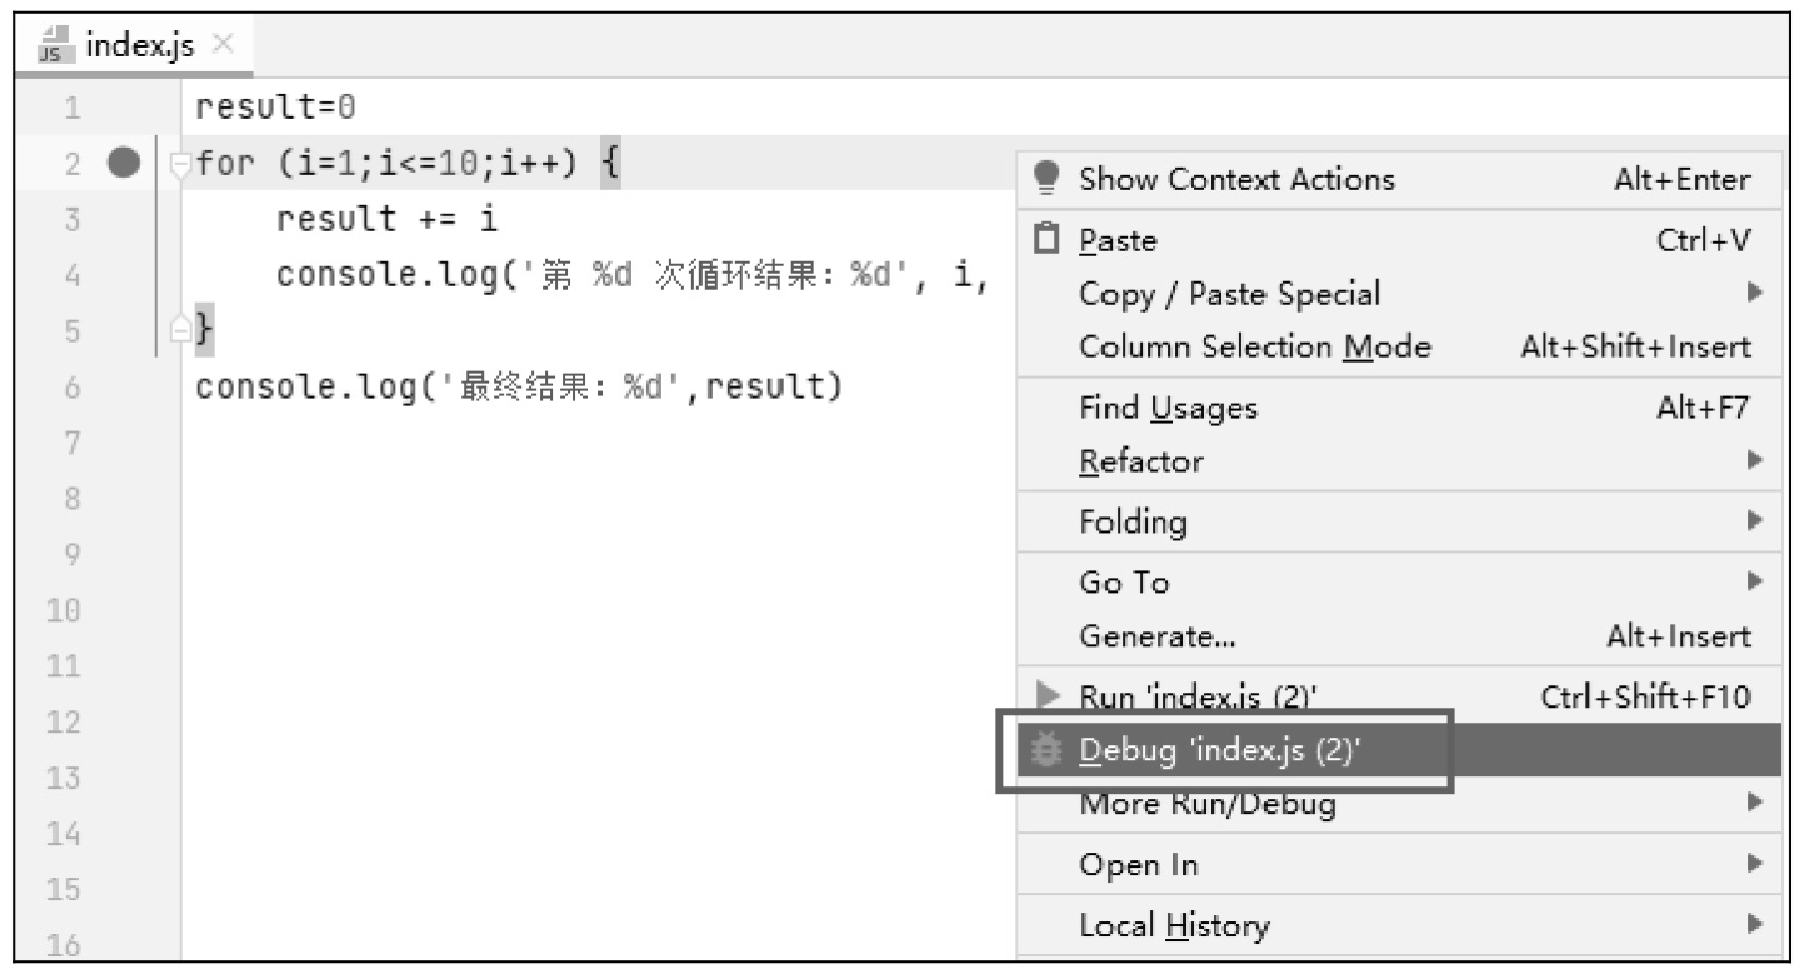 JS index.js
1 result=0
2 for (i=1;i<=10;i++) {
3 result += i
4 console.log('第 %d 次循环结果：%d', i,
5 }
6 console.log('最终结果：%d',result)
7
8
9
10
11
12
13
14
15
16
Show Context Actions Alt+Enter
Paste Ctrl+V
Copy / Paste Special
Column Selection Mode Alt+Shift+Insert
Find Usages Alt+F7
Refactor
Folding
Go To
Generate... Alt+Insert
Run 'index.js (2)' Ctrl+Shift+F10
Debug 'index.js (2)'
More Run/Debug
Open In
Local History